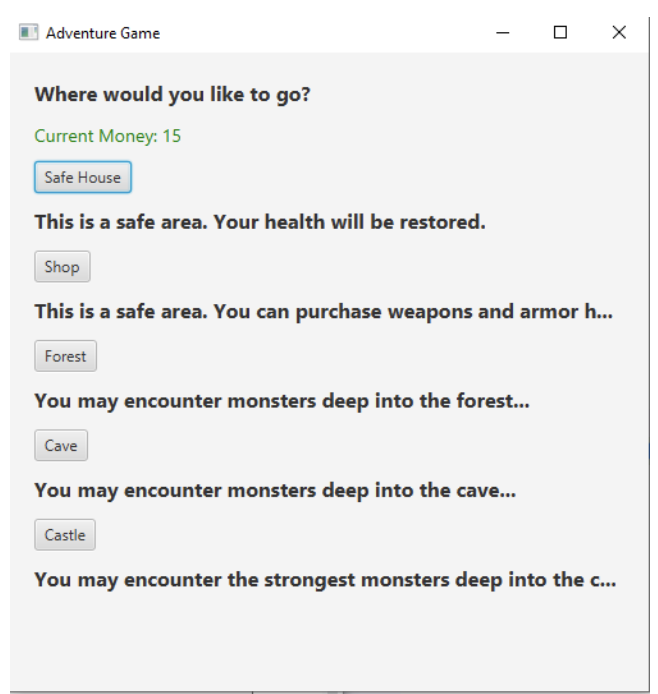 Adventure Game
Where would you like to go?
Current Money: 15
Safe House
This is a safe area. Your health will be restored.
Shop
This is a safe area. You can purchase weapons and armor h...
Forest
You may encounter monsters deep into the forest...
Cave
You may encounter monsters deep into the cave...
Castle
You may encounter the strongest monsters deep into the c...